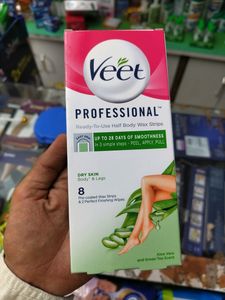 Veet
PROFESSIONAL™
Ready-To-Use Half Body Wax Strips
UP TO 28 DAYS OF SMOOTHNESS
in 3 simple steps - PEEL, APPLY, PULL
DRY SKIN
Body & Legs
8
Pre-coated Wax Strips
& 2 Perfect Finishing Wipes
Aloe Vera
and Green Tea Scent